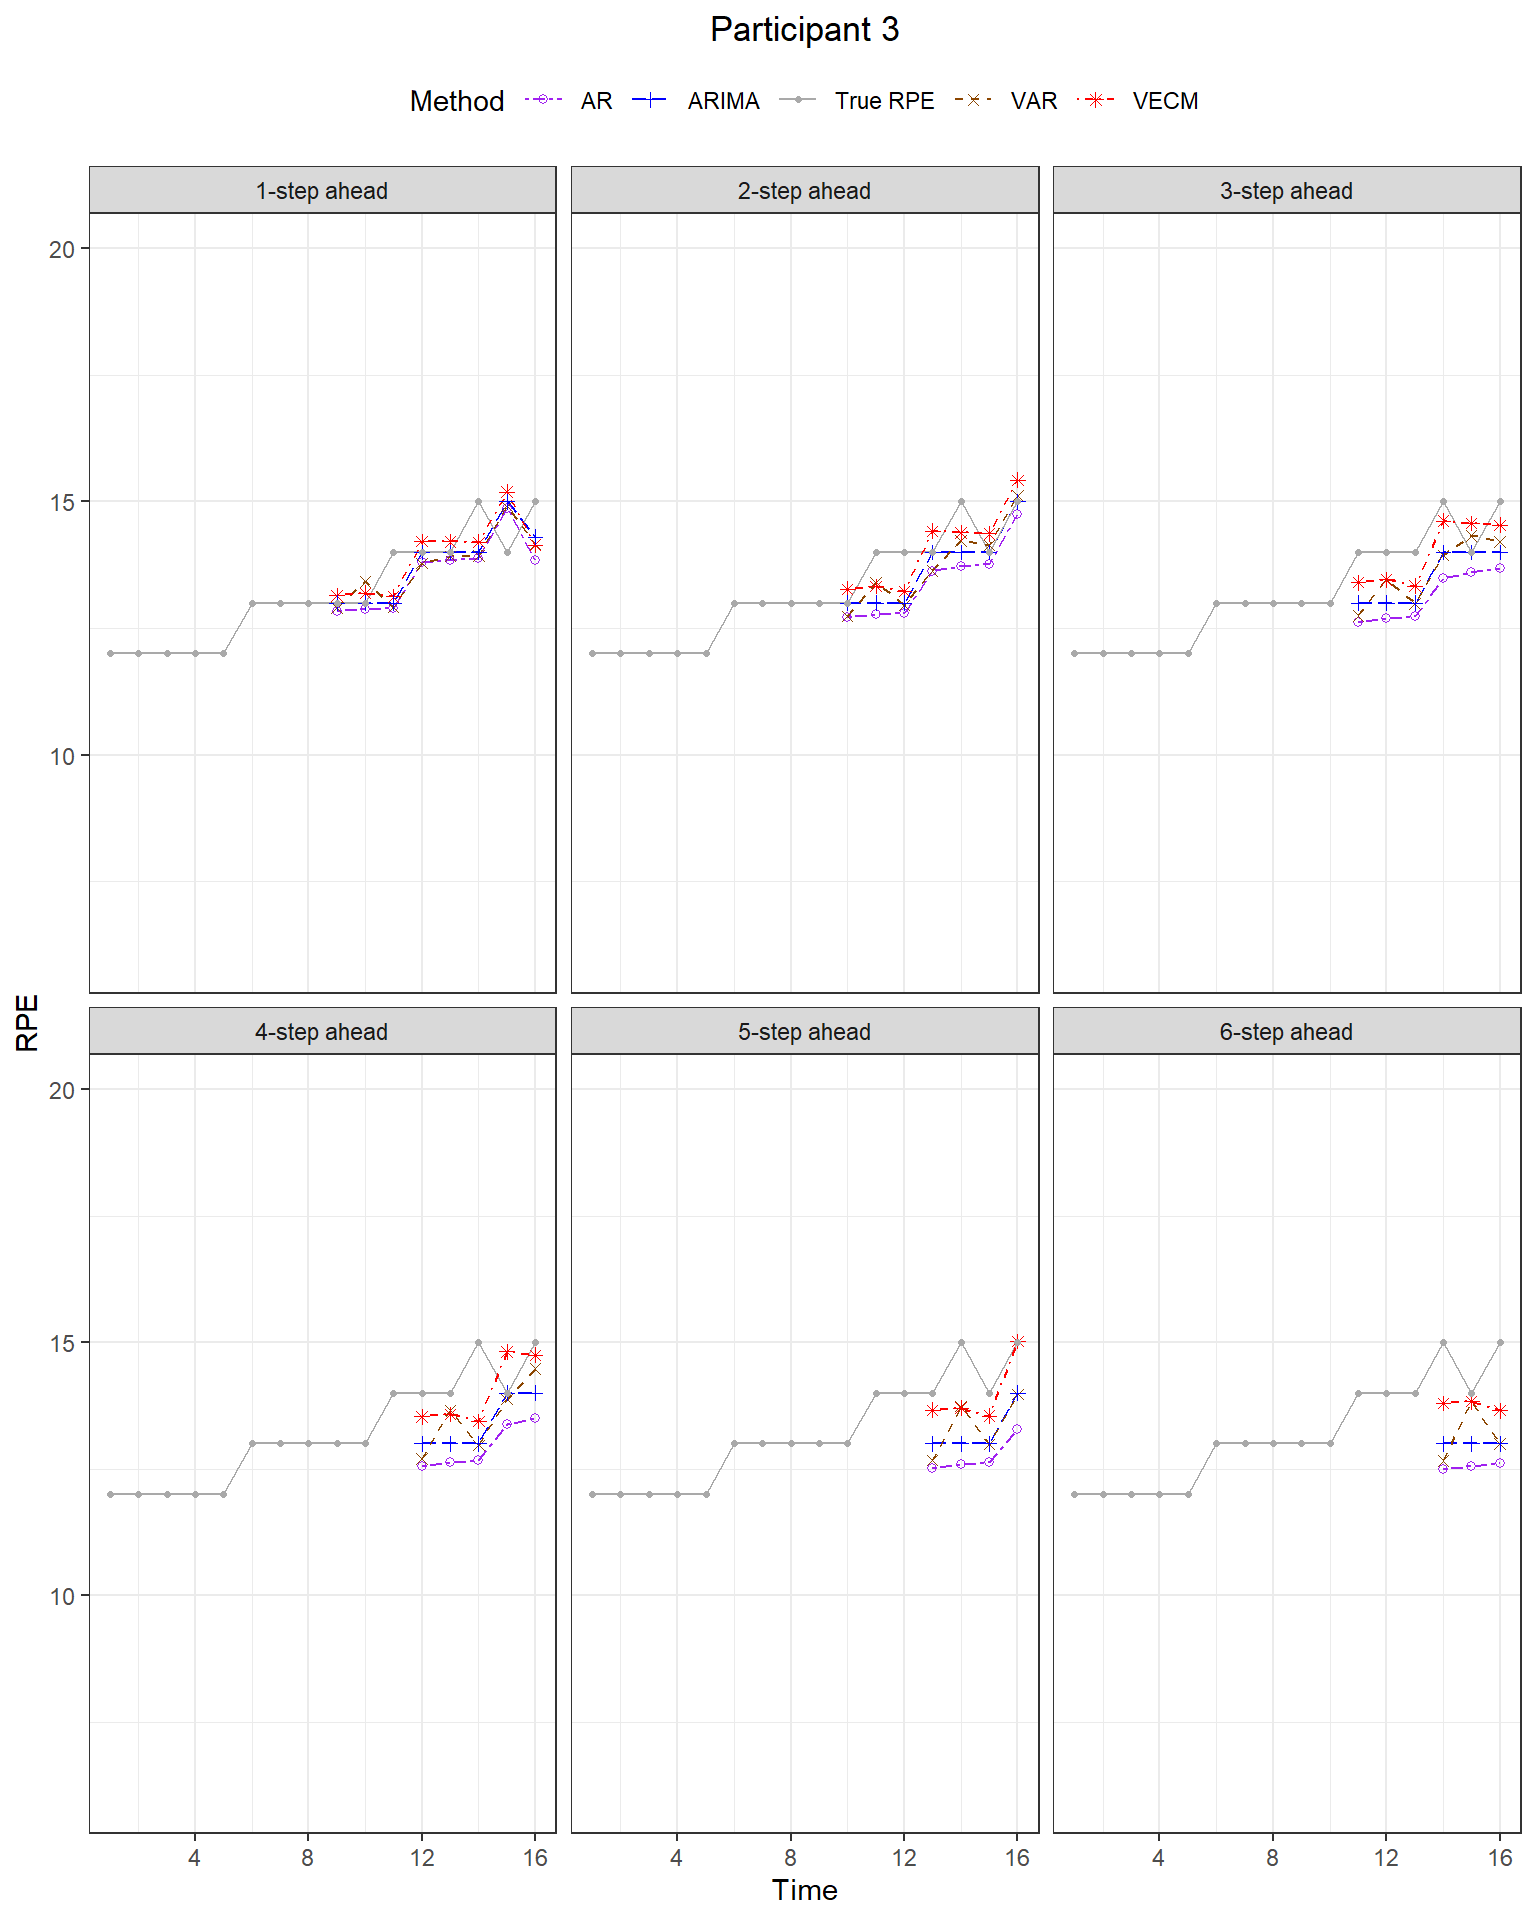 Participant 3
Method AR ARIMA True RPE VAR VECM
1-step ahead 2-step ahead 3-step ahead
20
15
10
RPE
4-step ahead 5-step ahead 6-step ahead
20
15
10
4 8 12 16 4 8 12 16 4 8 12 16
Time